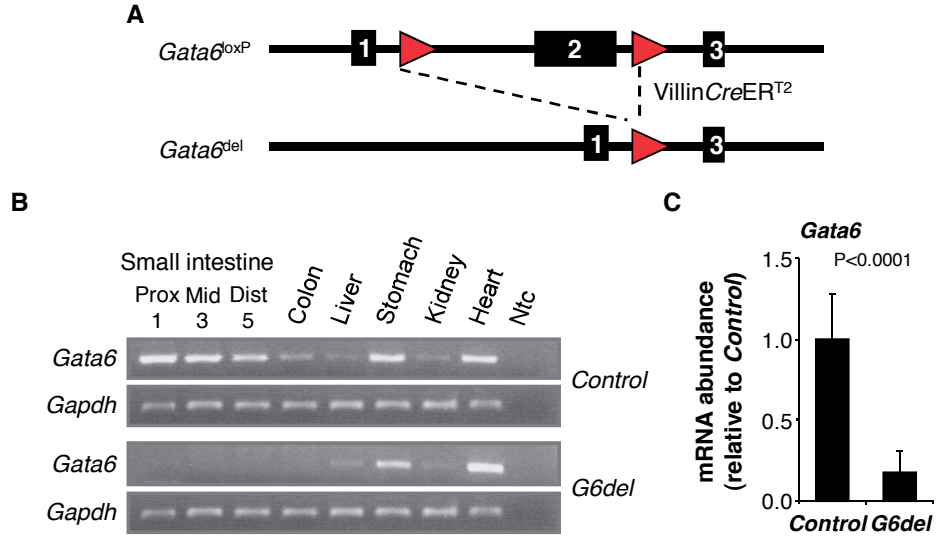 A
Gata6loxP
1
2
3
VillinCreERT2
Gata6del
1
3
B
Small intestine
Prox Mid Dist Colon Liver Stomach Kidney Heart Ntc
1 3 5
Gata6
Gapdh
Control
Gata6
Gapdh
G6del
C
Gata6
P<0.0001
mRNA abundance
(relative to Control)
1.5
1.0
0.5
0.0
Control G6del